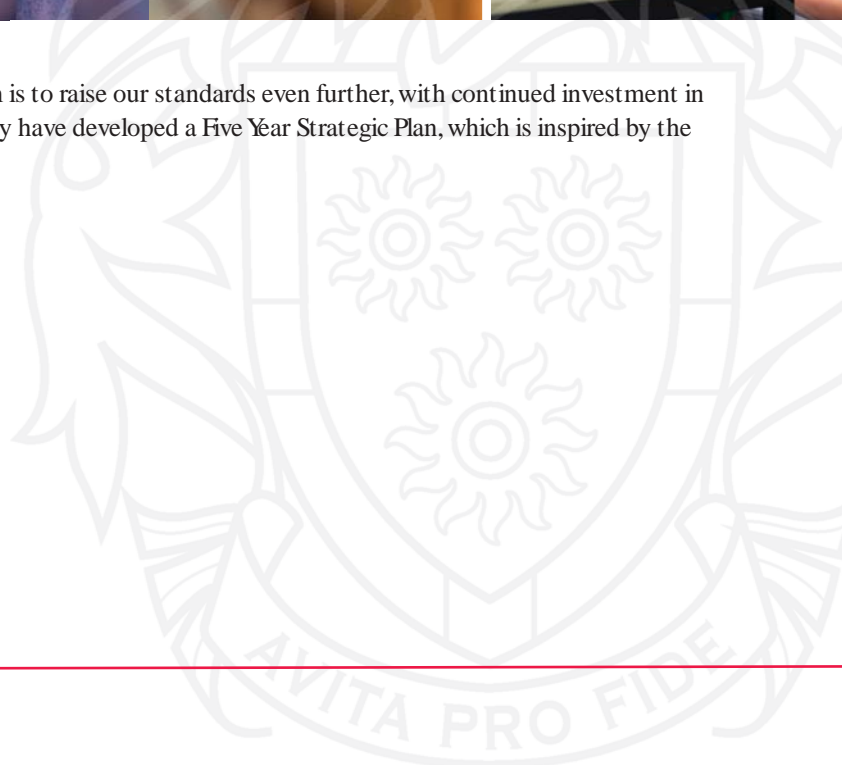 is to raise our standards even further, with continued investment in
y have developed a Five Year Strategic Plan, which is inspired by the
AVITA PRO FIDE